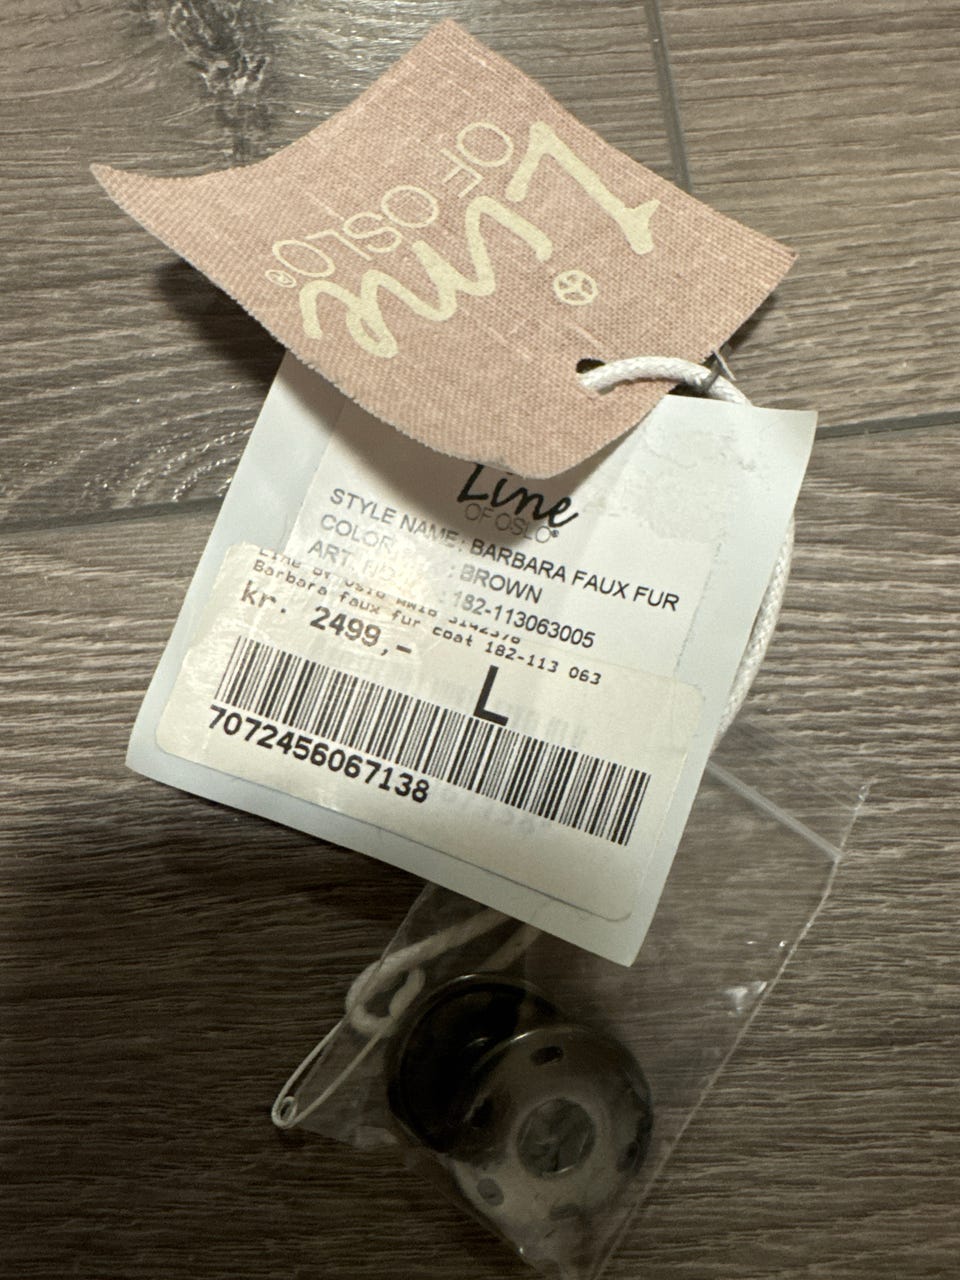 Line
OF OSLO®
Line
OF OSLO®
STYLE NAME: BARBARA FAUX FUR
COLOR : BROWN
ART. NO : 182-113063005
Barbara faux fur coat 182-113 063
kr. 2499,-
L
7072456067138